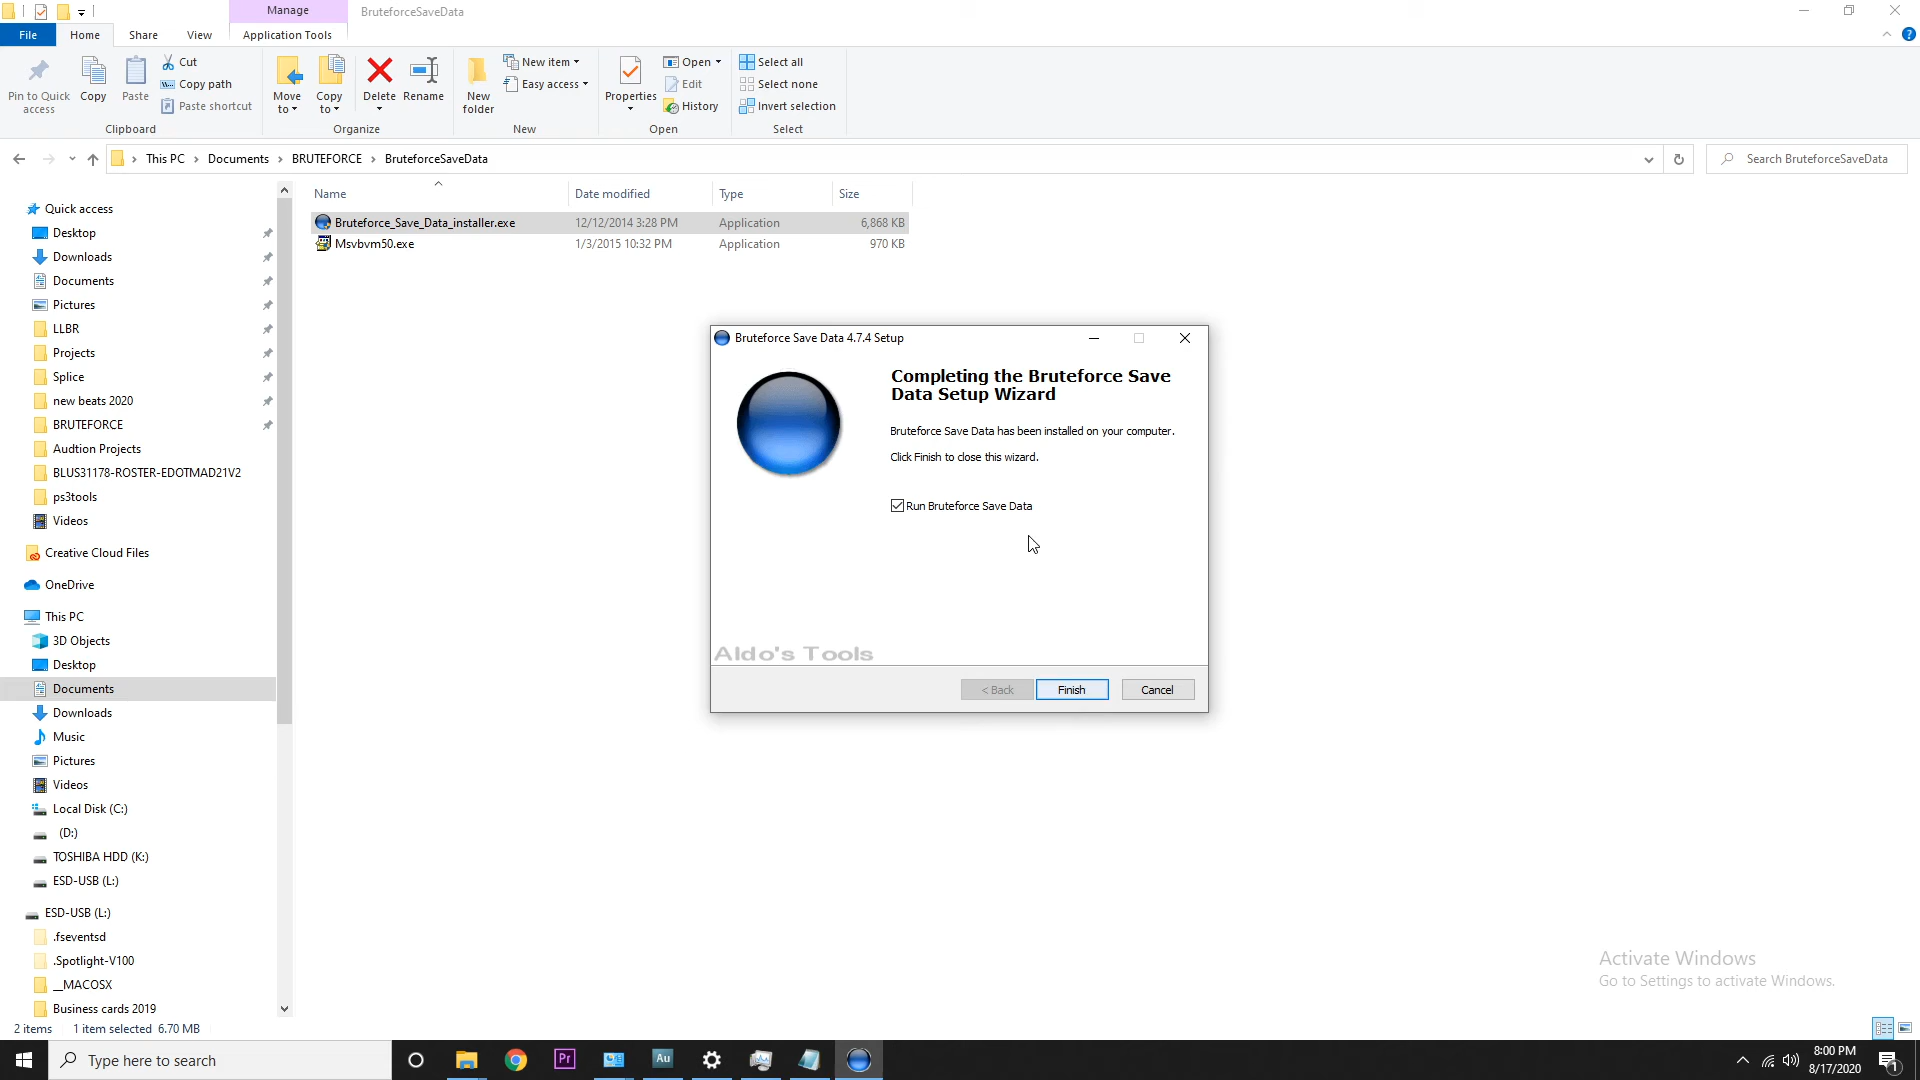 Manage
BruteforceSaveData
File
Home
Share
View
Application Tools
Pin to Quick access
Copy
Paste
Cut
Copy path
Paste shortcut
Clipboard
Move to
Copy to
Delete
Rename
Organize
New folder
New item
Easy access
New
Properties
Open
Edit
History
Open
Select all
Select none
Invert selection
Select
This PC
Documents
BRUTEFORCE
BruteforceSaveData
Search BruteforceSaveData
Name
Date modified
Type
Size
Bruteforce_Save_Data_installer.exe 12/12/2014 3:28 PM Application 6,868 KB
Msvbvm50.exe 1/3/2015 10:32 PM Application 970 KB
Quick access
Desktop
Downloads
Documents
Pictures
LLBR
Projects
Splice
new beats 2020
BRUTEFORCE
Audtion Projects
BLUS31178-ROSTER-EDOTMAD21V2
ps3tools
Videos
Creative Cloud Files
OneDrive
This PC
3D Objects
Desktop
Documents
Downloads
Music
Pictures
Videos
Local Disk (C:)
(D:)
TOSHIBA HDD (K:)
ESD-USB (L:)
ESD-USB (L:)
.fseventsd
.Spotlight-V100
__MACOSX
Business cards 2019
Bruteforce Save Data 4.7.4 Setup
Completing the Bruteforce Save
Data Setup Wizard
Bruteforce Save Data has been installed on your computer.
Click Finish to close this wizard.
Run Bruteforce Save Data
Aldo's Tools
< Back
Finish
Cancel
Activate Windows
Go to Settings to activate Windows.
2 items 1 item selected 6.70 MB
Type here to search
Pr
Au
8:00 PM
8/17/2020
1